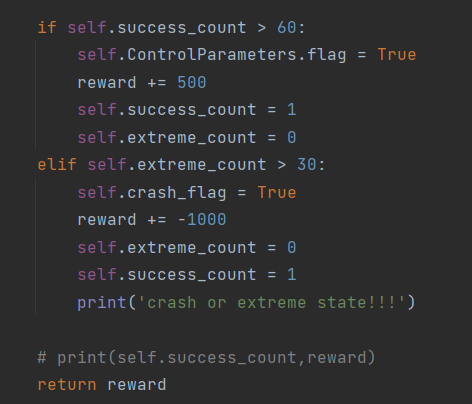 if self.success_count > 60:
    self.ControlParameters.flag = True
    reward += 500
    self.success_count = 1
    self.extreme_count = 0
elif self.extreme_count > 30:
    self.crash_flag = True
    reward += -1000
    self.extreme_count = 0
    self.success_count = 1
    print('crash or extreme state!!!')
# print(self.success_count,reward)
return reward